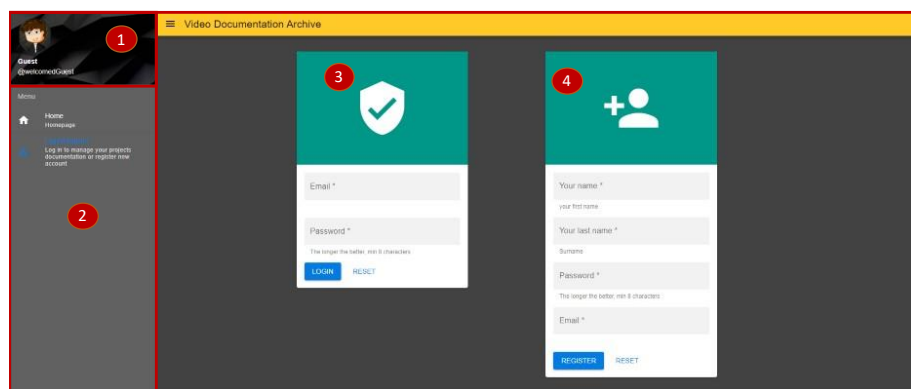 1
Guest
@welcomedGuest
Menu
Home
Homepage
Log in to manage your projects
documentation or register new
account
2
Video Documentation Archive
3
Email *
Password *
The longer the better, min 8 characters
LOGIN RESET
4
Your name *
your first name
Your last name *
Surname
Password *
The longer the better, min 8 characters
Email *
REGISTER RESET